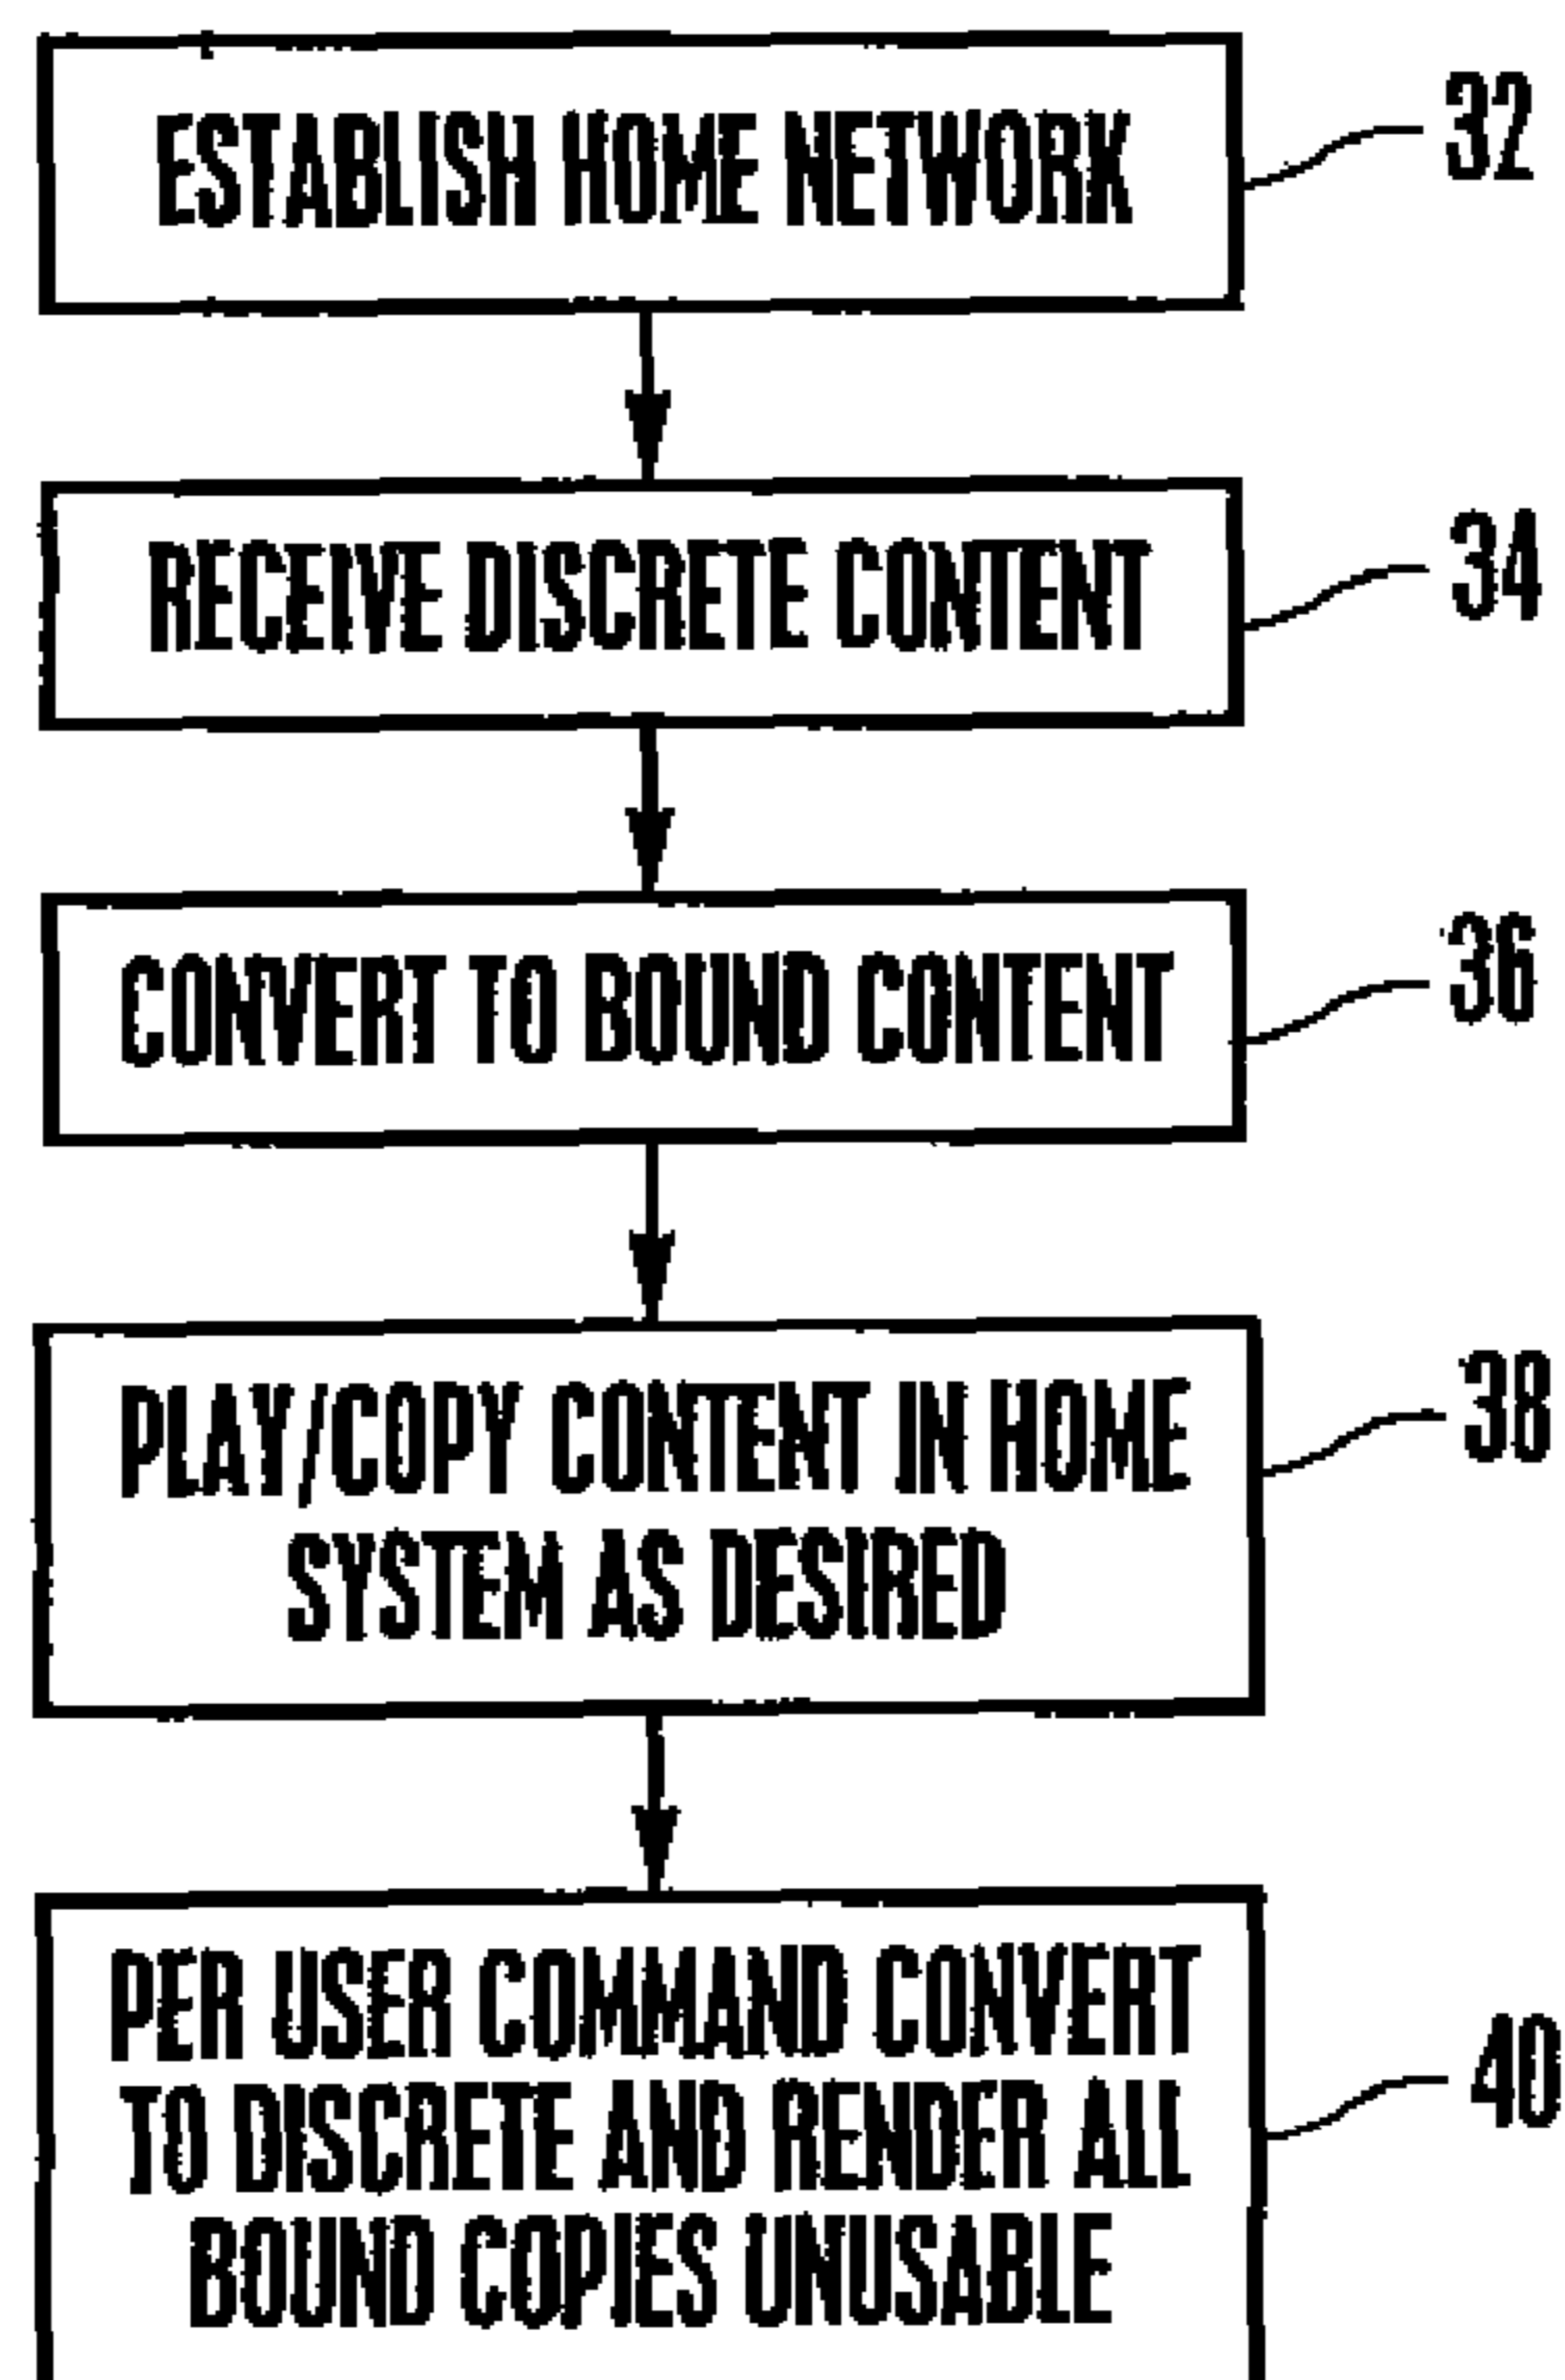 ESTABLISH HOME NETWORK
32
RECEIVE DISCRETE CONTENT
34
CONVERT TO BOUND CONTENT
36
PLAY/COPY CONTENT IN HOME
SYSTEM AS DESIRED
38
PER USER COMMAND CONVERT
TO DISCRETE AND RENDER ALL
BOUND COPIES UNUSABLE
40